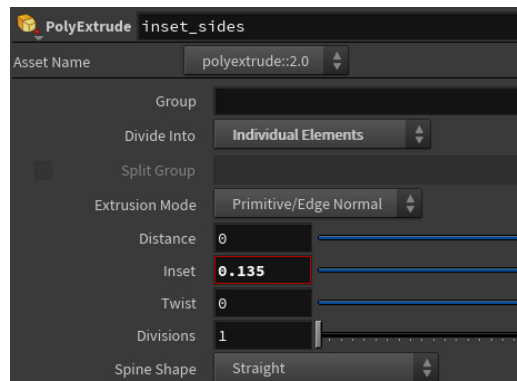 PolyExtrude inset_sides
Asset Name polyextrude::2.0
Group
Divide Into Individual Elements
Split Group
Extrusion Mode Primitive/Edge Normal
Distance 0
Inset 0.135
Twist 0
Divisions 1
Spine Shape Straight